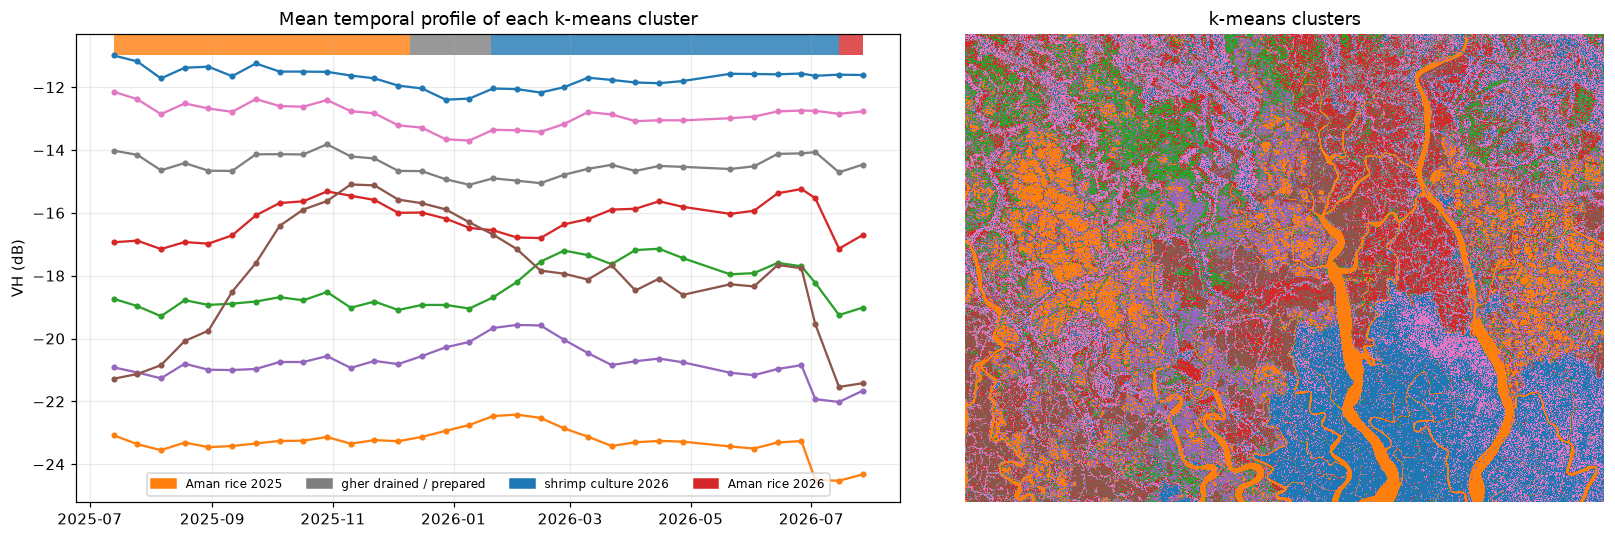 Mean temporal profile of each k-means cluster
k-means clusters
VH (dB)
−12
−14
−16
−18
−20
−22
−24
Aman rice 2025
gher drained / prepared
shrimp culture 2026
Aman rice 2026
2025-07
2025-09
2025-11
2026-01
2026-03
2026-05
2026-07